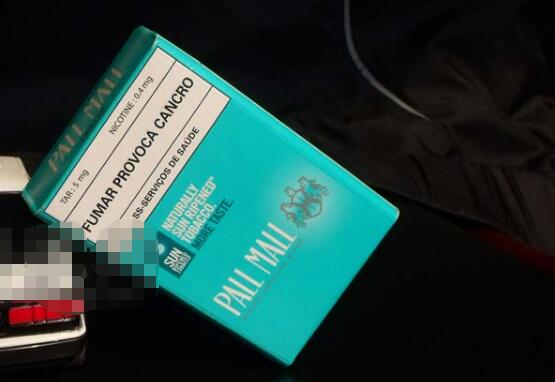 PALL MALL
TAR : 5 mg
NICOTINE : 0.4 mg
FUMAR PROVOCA CANCRO
SS-SERVIÇOS DE SAÚDE
NATURALLY
SUN RIPENED™
TOBACCO.
MORE TASTE.
SUN
PALL MALL